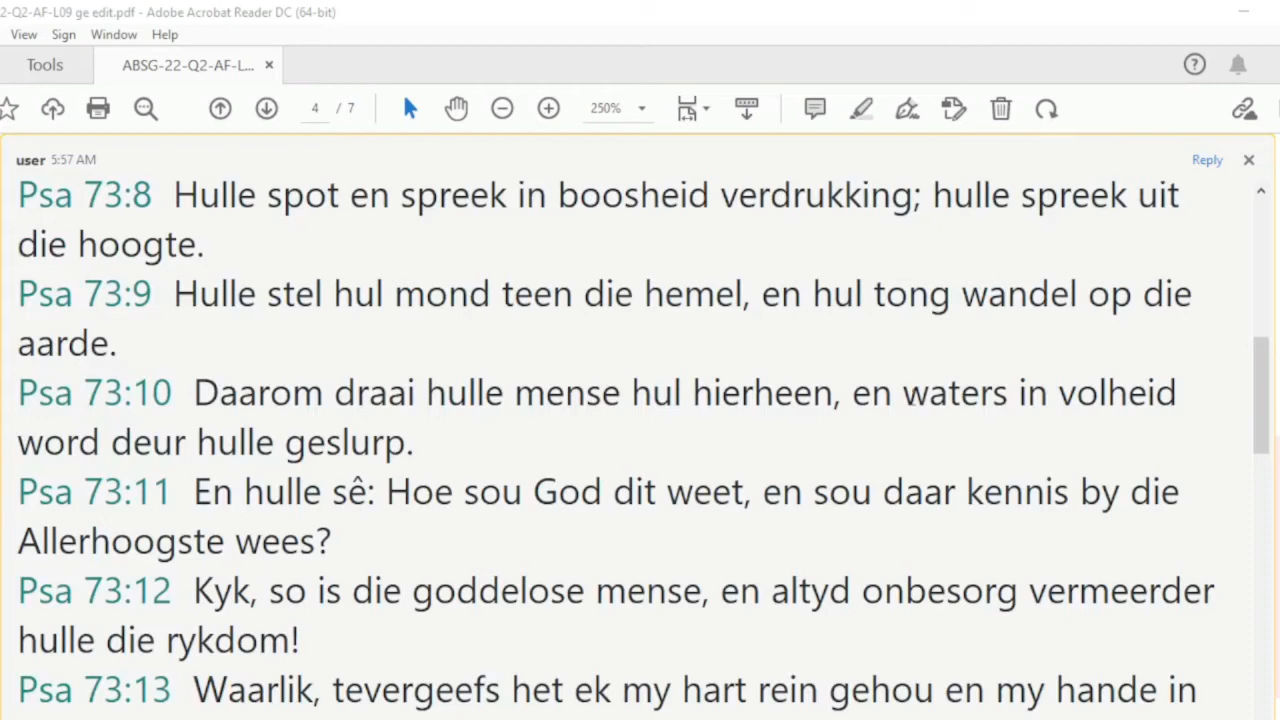 2-Q2-AF-L09 ge edit.pdf - Adobe Acrobat Reader DC (64-bit)
View Sign Window Help
Tools ABSG-22-Q2-AF-L... ×
4 / 7 250%
user 5:57 AM Reply
Psa 73:8 Hulle spot en spreek in boosheid verdrukking; hulle spreek uit
die hoogte.
Psa 73:9 Hulle stel hul mond teen die hemel, en hul tong wandel op die
aarde.
Psa 73:10 Daarom draai hulle mense hul hierheen, en waters in volheid
word deur hulle geslurp.
Psa 73:11 En hulle sê: Hoe sou God dit weet, en sou daar kennis by die
Allerhoogste wees?
Psa 73:12 Kyk, so is die goddelose mense, en altyd onbesorg vermeerder
hulle die rykdom!
Psa 73:13 Waarlik, tevergeefs het ek my hart rein gehou en my hande in